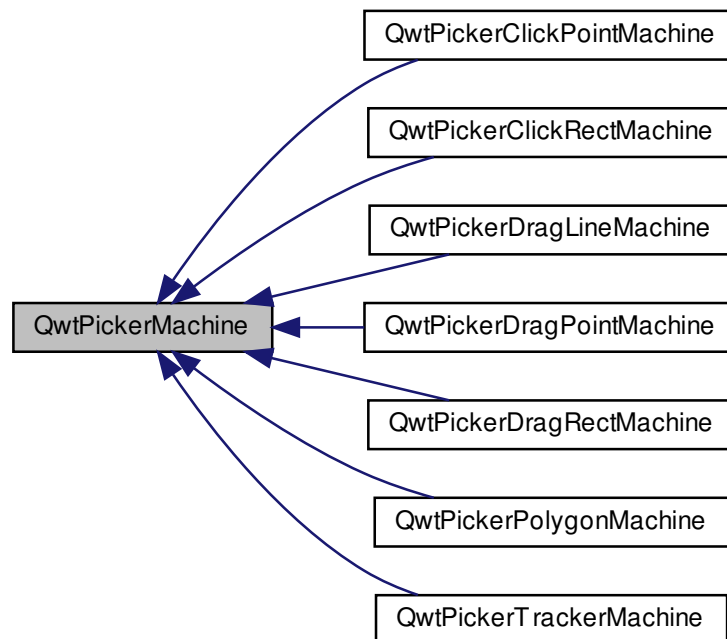 QwtPickerClickPointMachine
QwtPickerClickRectMachine
QwtPickerDragLineMachine
QwtPickerMachine
QwtPickerDragPointMachine
QwtPickerDragRectMachine
QwtPickerPolygonMachine
QwtPickerTrackerMachine